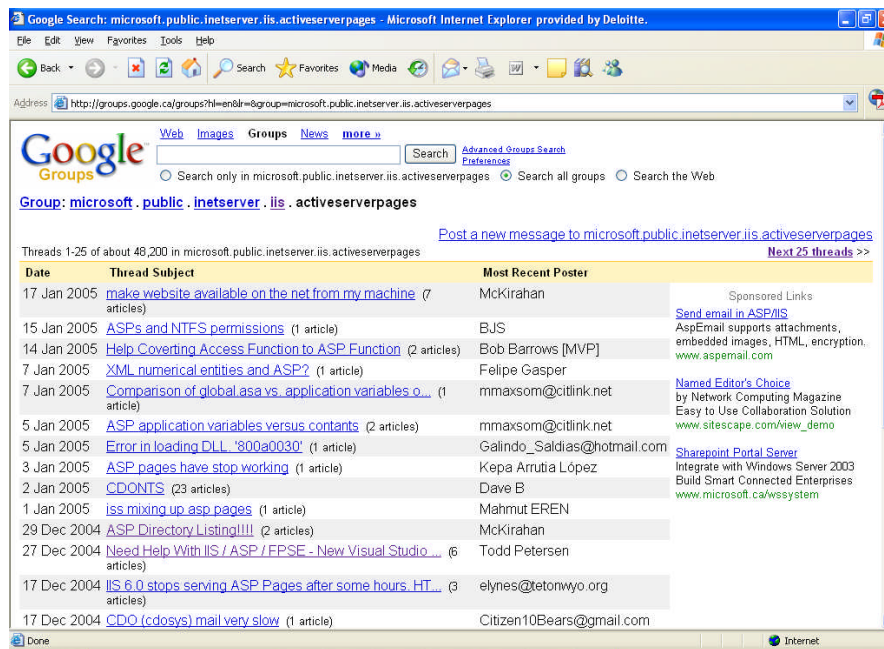 Google Search: microsoft.public.inetserver.iis.activeserverpages - Microsoft Internet Explorer provided by Deloitte.
File Edit View Favorites Tools Help
Back Search Favorites Media
Address http://groups.google.ca/groups?hl=en&lr=&group=microsoft.public.inetserver.iis.activeserverpages
Web Images Groups News more »
Google Groups
Search Advanced Groups Search
Preferences
Search only in microsoft.public.inetserver.iis.activeserverpages Search all groups Search the Web
Group: microsoft . public . inetserver . iis . activeserverpages
Post a new message to microsoft.public.inetserver.iis.activeserverpages
Threads 1-25 of about 48,200 in microsoft.public.inetserver.iis.activeserverpages Next 25 threads >>
Date Thread Subject Most Recent Poster
17 Jan 2005 make website available on the net from my machine (7 articles) McKirahan
15 Jan 2005 ASPs and NTFS permissions (1 article) BJS
14 Jan 2005 Help Coverting Access Function to ASP Function (2 articles) Bob Barrows [MVP]
7 Jan 2005 XML numerical entities and ASP? (1 article) Felipe Gasper
7 Jan 2005 Comparison of global.asa vs. application variables o... (1 article) mmaxsom@citlink.net
5 Jan 2005 ASP application variables versus contants (2 articles) mmaxsom@citlink.net
5 Jan 2005 Error in loading DLL. '800a0030' (1 article) Galindo_Saldias@hotmail.com
3 Jan 2005 ASP pages have stop working (1 article) Kepa Arrutia López
2 Jan 2005 CDONTS (23 articles) Dave B
1 Jan 2005 iss mixing up asp pages (1 article) Mahmut EREN
29 Dec 2004 ASP Directory Listing!!!! (2 articles) McKirahan
27 Dec 2004 Need Help With IIS / ASP / FPSE - New Visual Studio ... (6 articles) Todd Petersen
17 Dec 2004 IIS 6.0 stops serving ASP Pages after some hours. HT... (3 articles) elynes@tetonwyo.org
17 Dec 2004 CDO (cdosys) mail very slow (1 article) Citizen10Bears@gmail.com
Sponsored Links
Send email in ASP/IIS
AspEmail supports attachments,
embedded images, HTML, encryption.
www.aspemail.com
Named Editor's Choice
by Network Computing Magazine
Easy to Use Collaboration Solution
www.sitescape.com/view_demo
Sharepoint Portal Server
Integrate with Windows Server 2003
Build Smart Connected Enterprises
www.microsoft.ca/wssystem
Done Internet